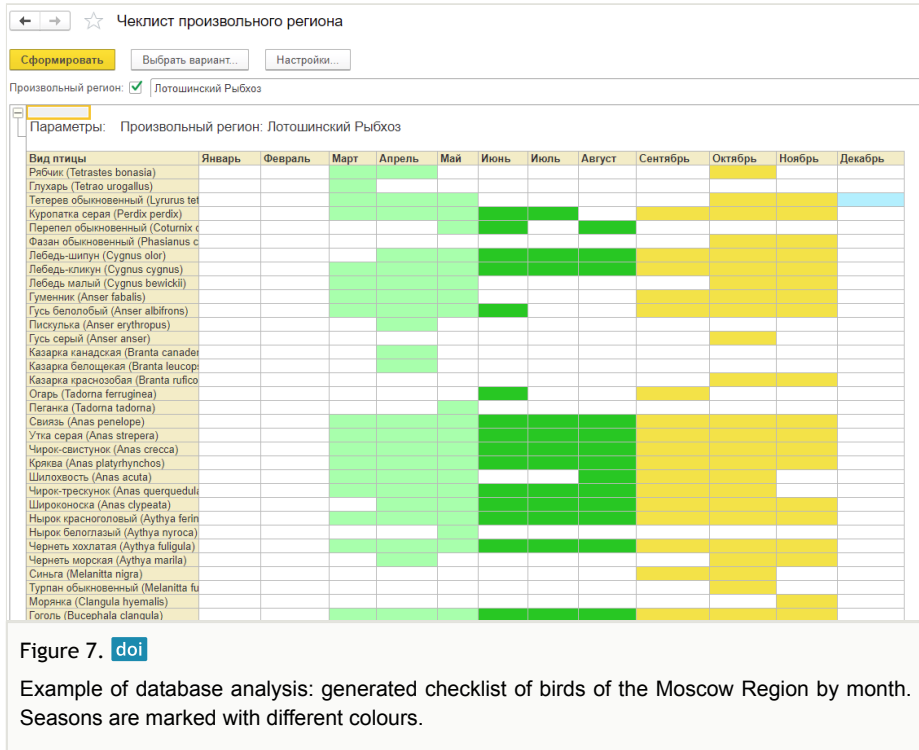 Чеклист произвольного региона
Сформировать Выбрать вариант... Настройки...
Произвольный регион: Лотошинский Рыбхоз
Параметры: Произвольный регион: Лотошинский Рыбхоз
Вид птицы Январь Февраль Март Апрель Май Июнь Июль Август Сентябрь Октябрь Ноябрь Декабрь
Рябчик (Tetrastes bonasia)
Глухарь (Tetrao urogallus)
Тетерев обыкновенный (Lyrurus tet
Куропатка серая (Perdix perdix)
Перепел обыкновенный (Coturnix c
Фазан обыкновенный (Phasianus c
Лебедь-шипун (Cygnus olor)
Лебедь-кликун (Cygnus cygnus)
Лебедь малый (Cygnus bewickii)
Гуменник (Anser fabalis)
Гусь белолобый (Anser albifrons)
Пискулька (Anser erythropus)
Гусь серый (Anser anser)
Казарка канадская (Branta canader
Казарка белощекая (Branta leucop
Казарка краснозобая (Branta rufico
Огарь (Tadorna ferruginea)
Пеганка (Tadorna tadorna)
Свиязь (Anas penelope)
Утка серая (Anas strepera)
Чирок-свистунок (Anas crecca)
Кряква (Anas platyrhynchos)
Шилохвость (Anas acuta)
Чирок-трескунок (Anas querquedula
Широконоска (Anas clypeata)
Нырок красноголовый (Aythya ferin
Нырок белоглазый (Aythya nyroca)
Чернеть хохлатая (Aythya fuligula)
Чернеть морская (Aythya marila)
Синьга (Melanitta nigra)
Турпан обыкновенный (Melanitta fu
Морянка (Clangula hyemalis)
Гоголь (Bucephala clangula)
Figure 7. doi
Example of database analysis: generated checklist of birds of the Moscow Region by month.
Seasons are marked with different colours.